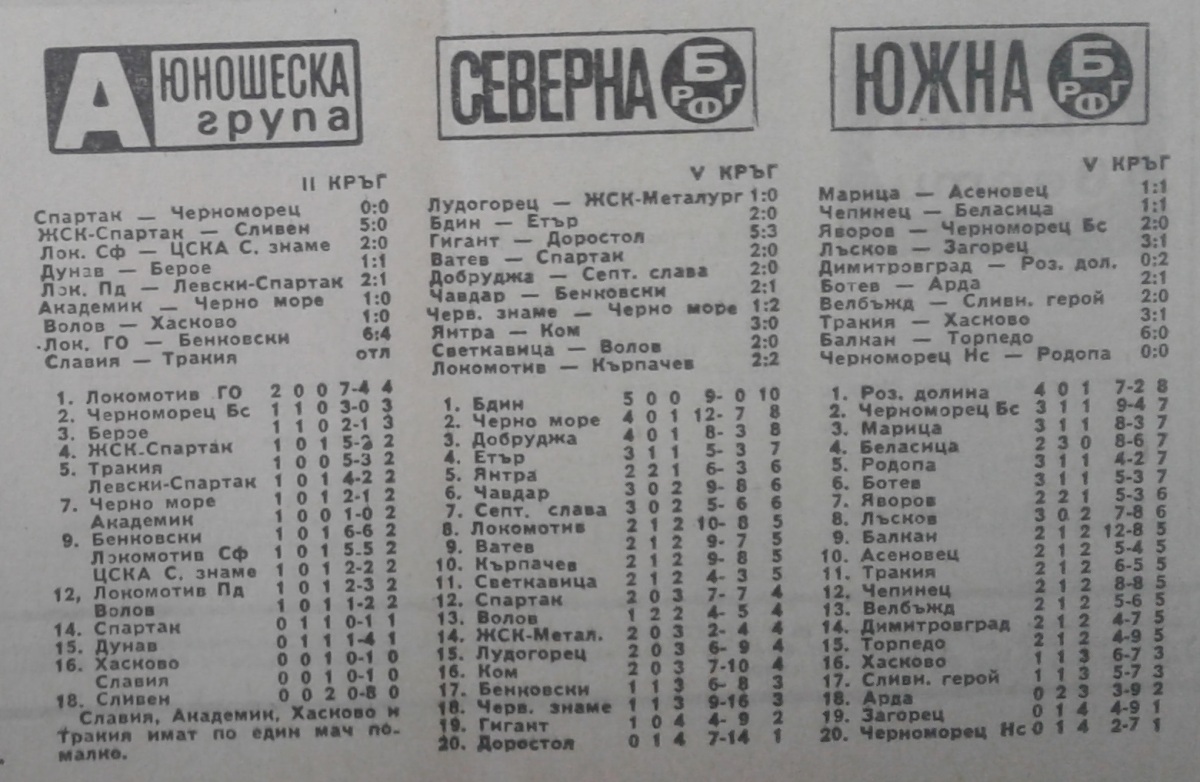 А ЮНОШЕСКА
група
II КРЪГ
Спартак — Черноморец 0:0
ЖСК-Спартак — Сливен 5:0
Лок. Сф — ЦСКА С. знаме 2:0
Дунав — Берое 1:1
Лок. Пд — Левски-Спартак 2:1
Академик — Черно море 1:0
Волов — Хасково 1:0
Лок. ГО — Бенковски 6:4
Славия — Тракия отл
1. Локомотив ГО 2 0 0 7-4 4
2. Черноморец Бс 1 1 0 3-0 3
3. Берое 1 1 0 2-1 3
4. ЖСК-Спартак 1 0 1 5-2 2
5. Тракия 1 0 0 5-3 2
Левски-Спартак 1 0 1 4-2 2
7. Черно море 1 0 1 2-1 2
Академик 1 0 0 1-0 2
9. Бенковски 1 0 1 6-6 2
Локомотив Сф 1 0 1 5-5 2
ЦСКА С. знаме 1 0 1 2-2 2
12, Локомотив Пд 1 0 1 2-3 2
Волов 1 0 1 1-2 2
14. Спартак 0 1 1 0-1 1
15. Дунав 0 1 1 1-4 1
16. Хасково 0 0 1 0-1 0
Славия 0 0 1 0-1 0
18. Сливен 0 0 2 0-8 0
Славия, Академик, Хасково и
Тракия имат по един мач по-
малко.
СЕВЕРНА Б РФГ
V КРЪГ
Лудогорец — ЖСК-Металург 1:0
Бдин — Етър 2:0
Гигант — Доростол 5:3
Ватев — Спартак 2:0
Добруджа — Септ. слава 2:0
Чавдар — Бенковски 2:1
Черв. знаме — Черно море 1:2
Янтра — Ком 3:0
Светкавица — Волов 2:0
Локомотив — Кърпачев 2:2
1. Бдин 5 0 0 9- 0 10
2. Черно море 4 0 1 12- 7 8
3. Добруджа 4 0 1 8- 3 8
4. Етър 3 1 1 5- 3 7
5. Янтра 2 2 1 6- 3 6
6. Чавдар 3 0 2 9- 8 6
7. Септ. слава 3 0 2 5- 6 6
8. Локомотив 2 1 2 10- 8 5
9. Ватев 2 1 2 9- 7 5
10. Кърпачев 2 1 2 9- 8 5
11. Светкавица 2 1 2 4- 3 5
12. Спартак 2 0 3 7- 7 4
13. Волов 1 2 2 4- 5 4
14. ЖСК-Метал. 2 0 3 2- 4 4
15. Лудогорец 2 0 3 6- 9 4
16. Ком 2 0 3 7-10 4
17. Бенковски 1 1 3 6- 8 3
18. Черв. знаме 1 1 3 9-16 3
19. Гигант 1 0 4 4- 9 2
20. Доростол 0 1 4 7-14 1
ЮЖНА Б РФГ
V КРЪГ
Марица — Асеновец 1:1
Чепинец — Беласица 1:1
Яворов — Черноморец Бс 2:0
Лъсков — Загорец 3:1
Димитровград — Роз. дол. 0:2
Ботев — Арда 2:1
Велбъжд — Сливн. герой 2:0
Тракия — Хасково 3:1
Балкан — Торпедо 6:0
Черноморец Нс — Родопа 0:0
1. Роз. долина 4 0 1 7-2 8
2. Черноморец Бс 3 1 1 9-4 7
3. Марица 3 1 1 8-3 7
4. Беласица 2 3 0 8-6 7
5. Родопа 3 1 1 4-2 7
6. Ботев 3 1 1 5-3 7
7. Яворов 2 2 1 5-3 6
8. Лъсков 3 0 2 7-8 6
9. Балкан 2 1 2 12-8 5
10. Асеновец 2 1 2 5-4 5
11. Тракия 2 1 2 6-5 5
12. Чепинец 2 1 2 8-8 5
13. Велбъжд 2 1 2 5-6 5
14. Димитровград 2 1 2 4-7 5
15. Торпедо 2 1 2 4-9 5
16. Хасково 1 1 3 6-7 3
17. Сливн. герой 1 1 3 5-7 3
18. Арда 0 2 3 3-9 2
19. Загорец 0 1 4 4-9 1
20. Черноморец Нс 0 1 4 2-7 1